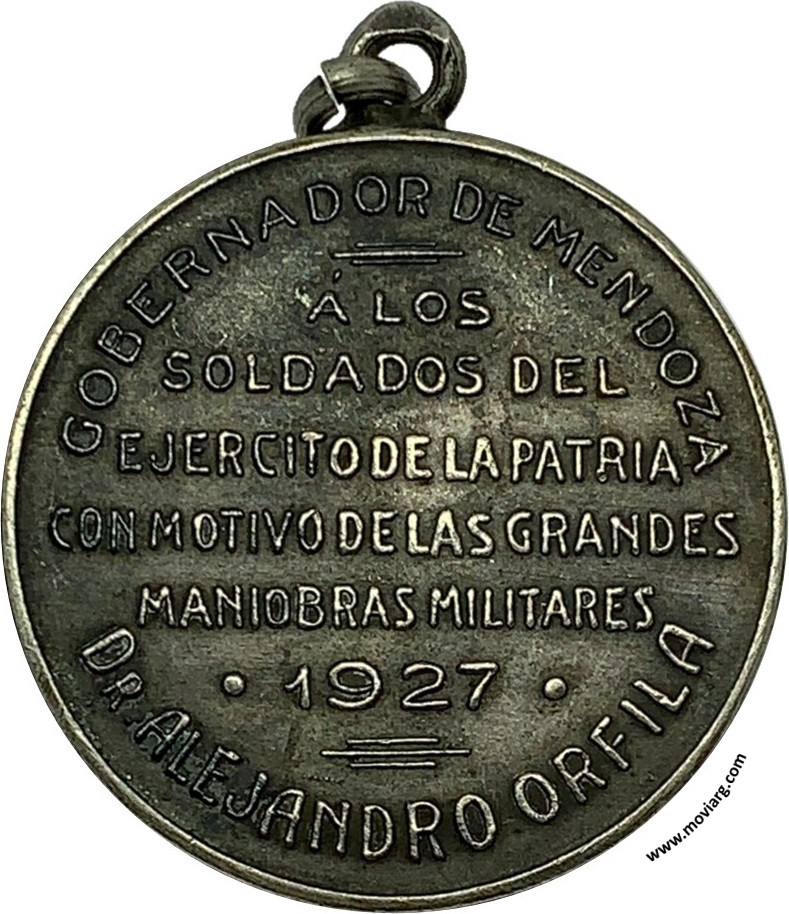 GOBERNADOR DE MENDOZA
Á LOS
SOLDADOS DEL
EJERCITO DE LA PATRIA
CON MOTIVO DE LAS GRANDES
MANIOBRAS MILITARES
• 1927 •
DR. ALEJANDRO ORFILA
www.moviarg.com